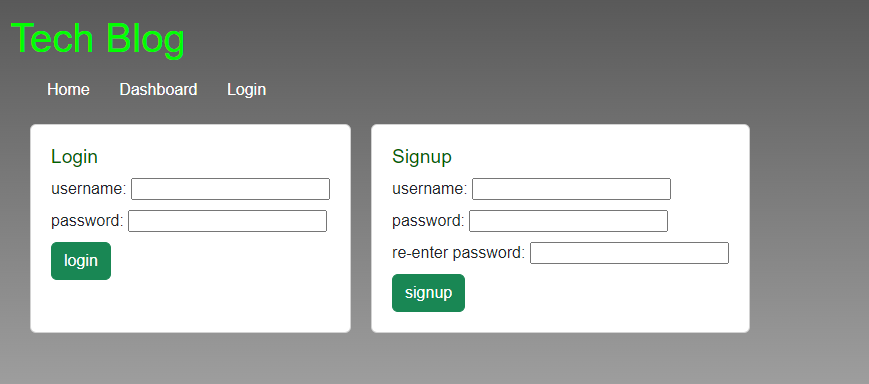 Tech Blog
Home Dashboard Login
Login
username:
password:
login
Signup
username:
password:
re-enter password:
signup